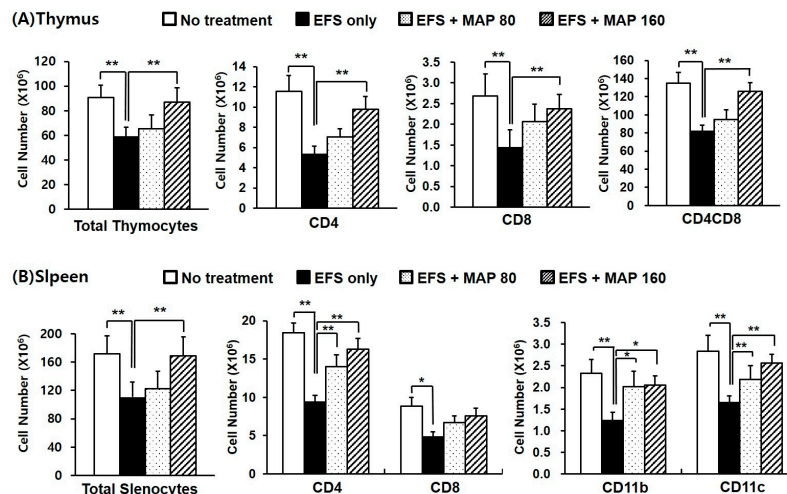 (A)Thymus
No treatment EFS only EFS + MAP 80 EFS + MAP 160
Cell Number (X10⁶)
120
100
80
60
40
20
0
** **
Total Thymocytes
Cell Number (X10⁶)
14
12
10
8
6
4
2
0
** **
CD4
Cell Number (X10⁶)
3.5
3.0
2.5
2.0
1.5
1.0
0.5
0.0
** **
CD8
Cell Number (X10⁶)
160
140
120
100
80
60
40
20
0
** **
CD4CD8
(B)Slpeen
No treatment EFS only EFS + MAP 80 EFS + MAP 160
Cell Number (X10⁶)
200
160
120
80
40
0
** **
Total Slenocytes
Cell Number (X10⁶)
20
15
10
5
0
** ** **
*
CD4 CD8
Cell Number (X10⁶)
3.5
3.0
2.5
2.0
1.5
1.0
0.5
0.0
** * *
** ** **
CD11b CD11c